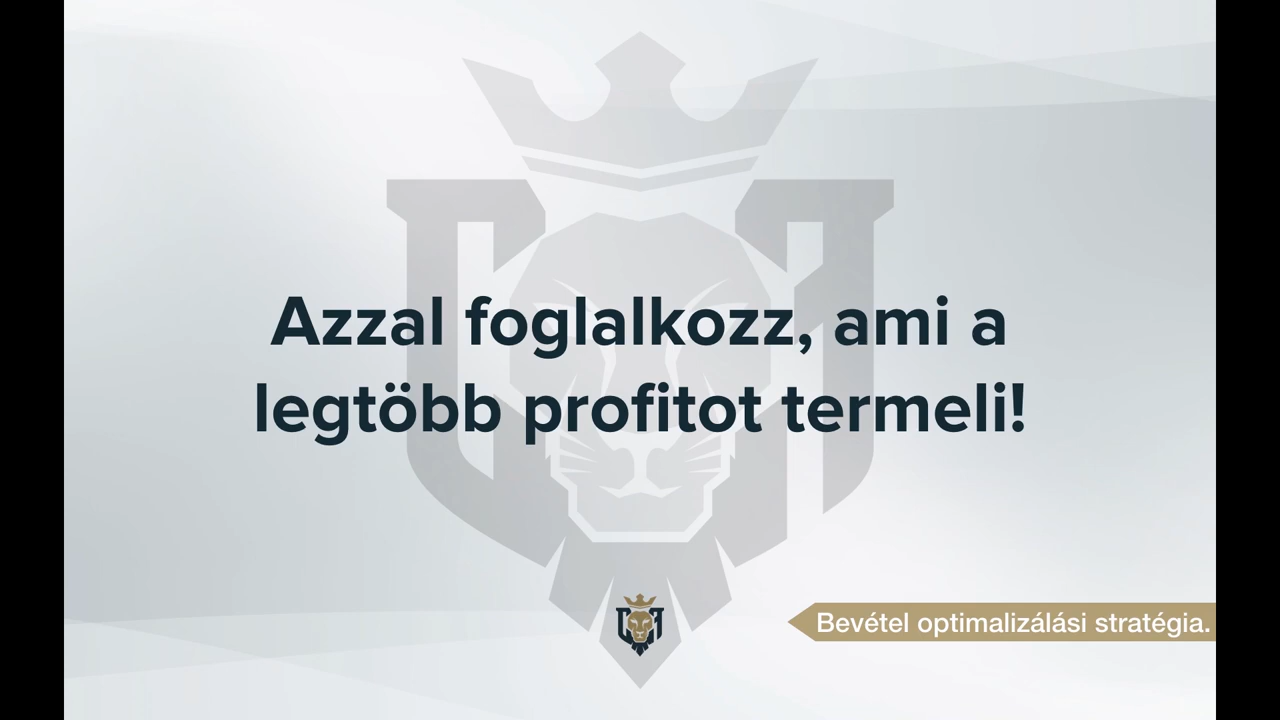 Azzal foglalkozz, ami a
legtöbb profitot termeli!
Bevétel optimalizálási stratégia.